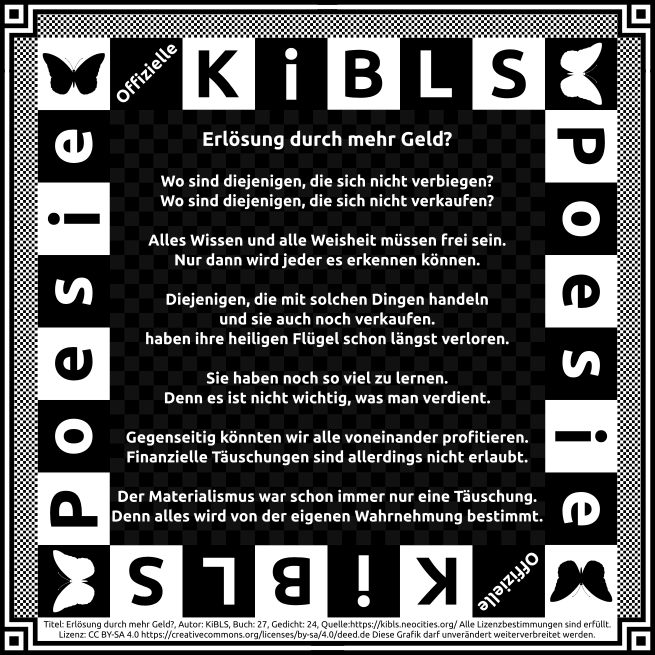 Offizielle
KiBLS
Poesie
Poesie
Erlösung durch mehr Geld?
Wo sind diejenigen, die sich nicht verbiegen?
Wo sind diejenigen, die sich nicht verkaufen?
Alles Wissen und alle Weisheit müssen frei sein.
Nur dann wird jeder es erkennen können.
Diejenigen, die mit solchen Dingen handeln
und sie auch noch verkaufen.
haben ihre heiligen Flügel schon längst verloren.
Sie haben noch so viel zu lernen.
Denn es ist nicht wichtig, was man verdient.
Gegenseitig könnten wir alle voneinander profitieren.
Finanzielle Täuschungen sind allerdings nicht erlaubt.
Der Materialismus war schon immer nur eine Täuschung.
Denn alles wird von der eigenen Wahrnehmung bestimmt.
KiBLS
Offizielle
Titel: Erlösung durch mehr Geld?, Autor: KiBLS, Buch: 27, Gedicht: 24, Quelle:https://kibls.neocities.org/ Alle Lizenzbestimmungen sind erfüllt.
Lizenz: CC BY-SA 4.0 https://creativecommons.org/licenses/by-sa/4.0/deed.de Diese Grafik darf unverändert weiterverbreitet werden.